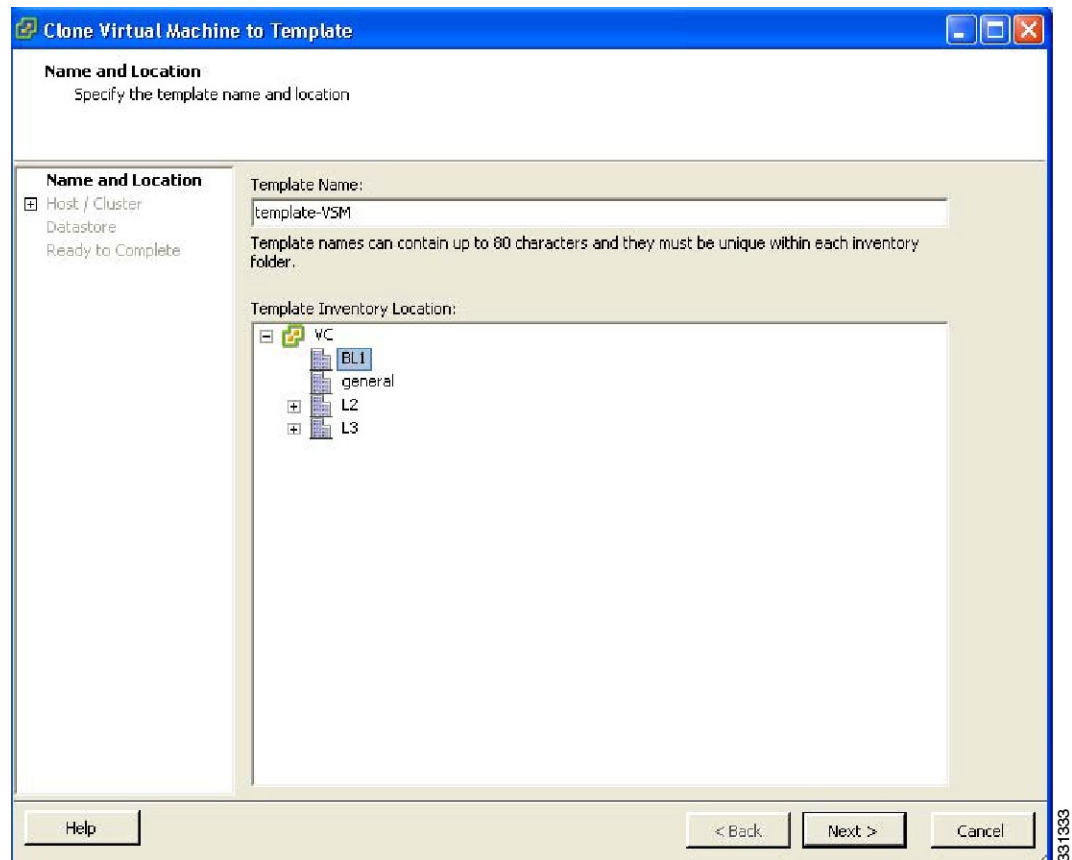 Clone Virtual Machine to Template
Name and Location
Specify the template name and location
Name and Location
Host / Cluster
Datastore
Ready to Complete
Template Name:
template-VSM
Template names can contain up to 80 characters and they must be unique within each inventory
folder.
Template Inventory Location:
VC
BL1
general
L2
L3
Help
< Back
Next >
Cancel
331333